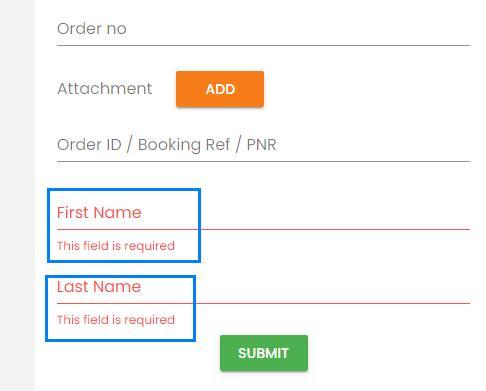 Order no
Attachment ADD
Order ID / Booking Ref / PNR
First Name
This field is required
Last Name
This field is required
SUBMIT